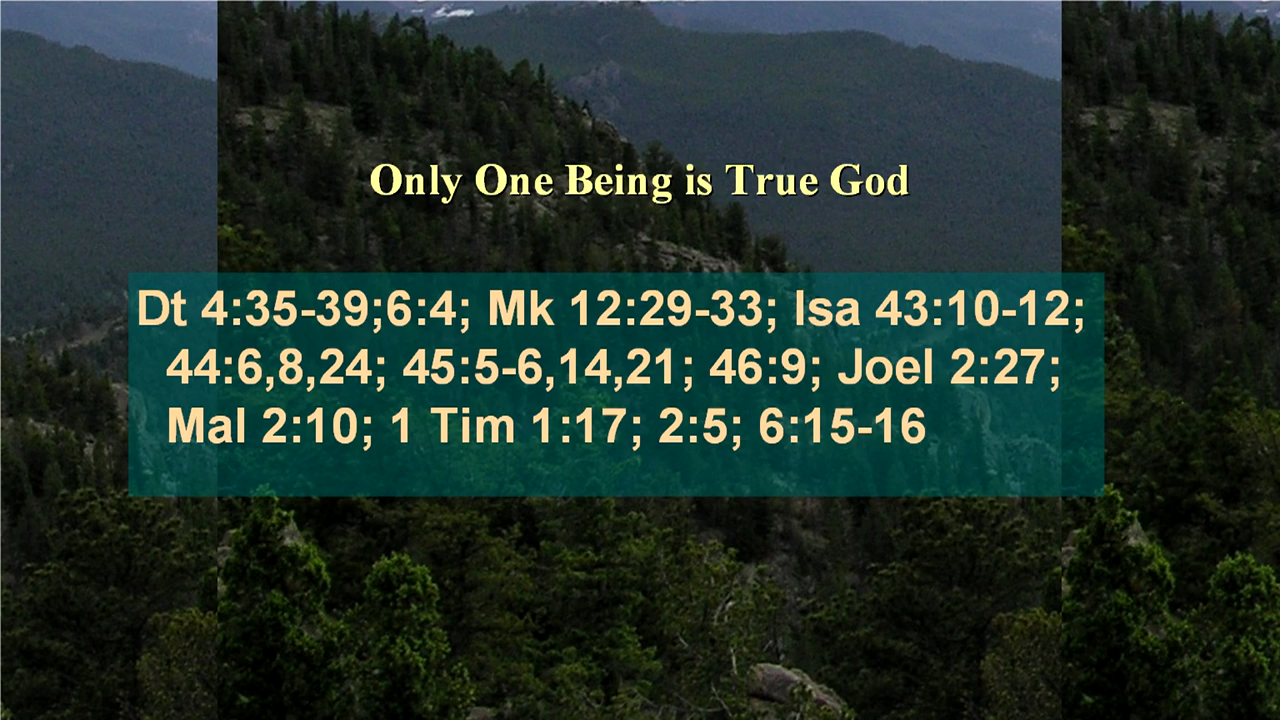 Only One Being is True God
Dt 4:35-39;6:4; Mk 12:29-33; Isa 43:10-12;
44:6,8,24; 45:5-6,14,21; 46:9; Joel 2:27;
Mal 2:10; 1 Tim 1:17; 2:5; 6:15-16